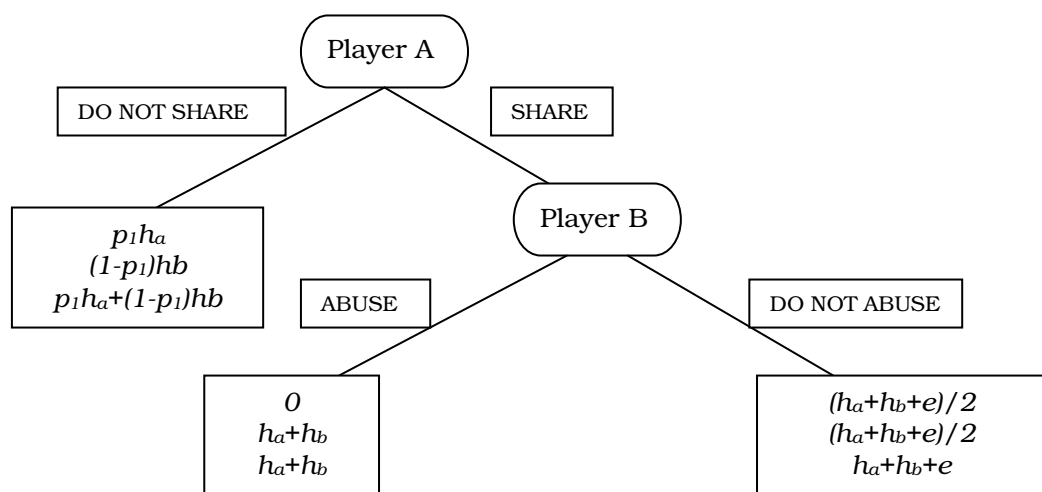 Player A
DO NOT SHARE
SHARE
p₁hₐ
(1-p₁)hb
p₁hₐ+(1-p₁)hb
Player B
ABUSE
DO NOT ABUSE
0
hₐ+h_b
hₐ+h_b
(hₐ+h_b+e)/2
(hₐ+h_b+e)/2
hₐ+h_b+e